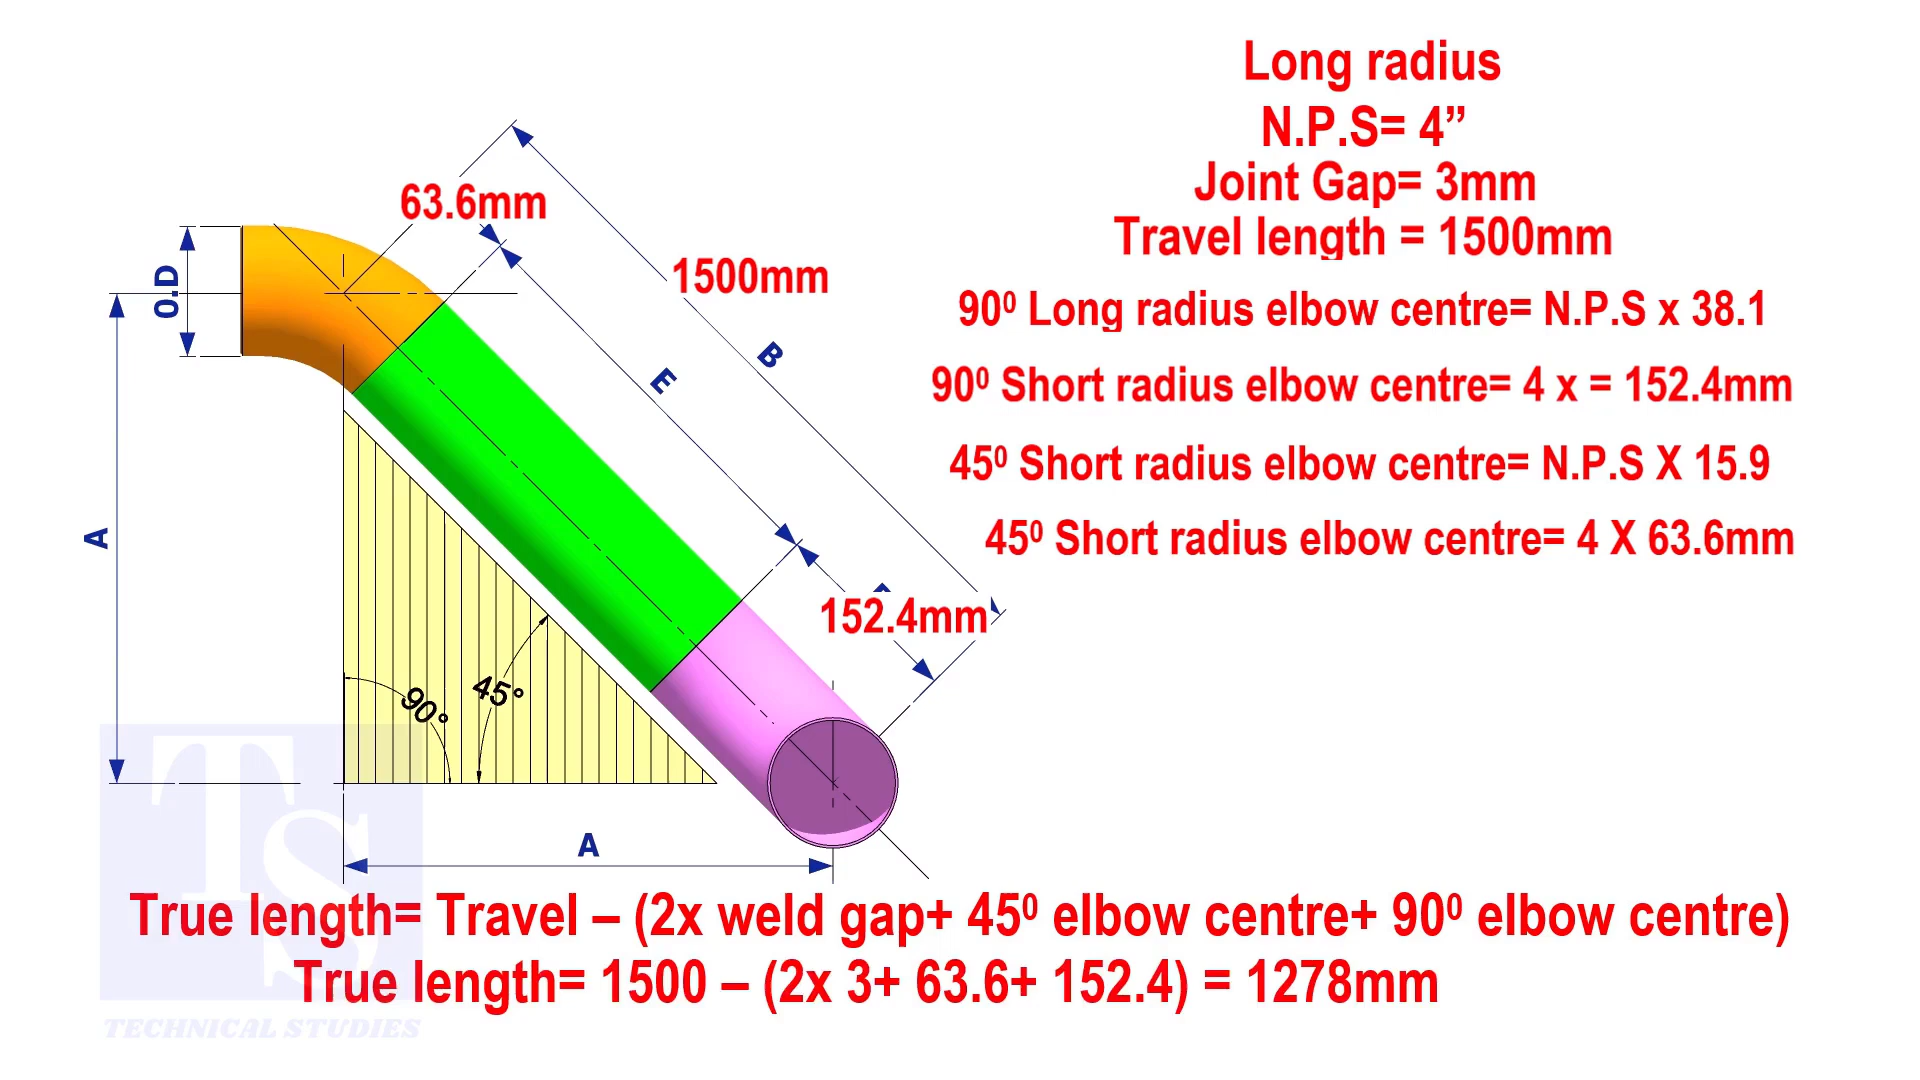 Long radius
N.P.S= 4”
Joint Gap= 3mm
Travel length = 1500mm
90⁰ Long radius elbow centre= N.P.S x 38.1
90⁰ Short radius elbow centre= 4 x = 152.4mm
45⁰ Short radius elbow centre= N.P.S X 15.9
45⁰ Short radius elbow centre= 4 X 63.6mm
63.6mm
1500mm
O.D
B
E
A
152.4mm
90°
45°
A
True length= Travel – (2x weld gap+ 45⁰ elbow centre+ 90⁰ elbow centre)
True length= 1500 – (2x 3+ 63.6+ 152.4) = 1278mm
TS
TECHNICAL STUDIES